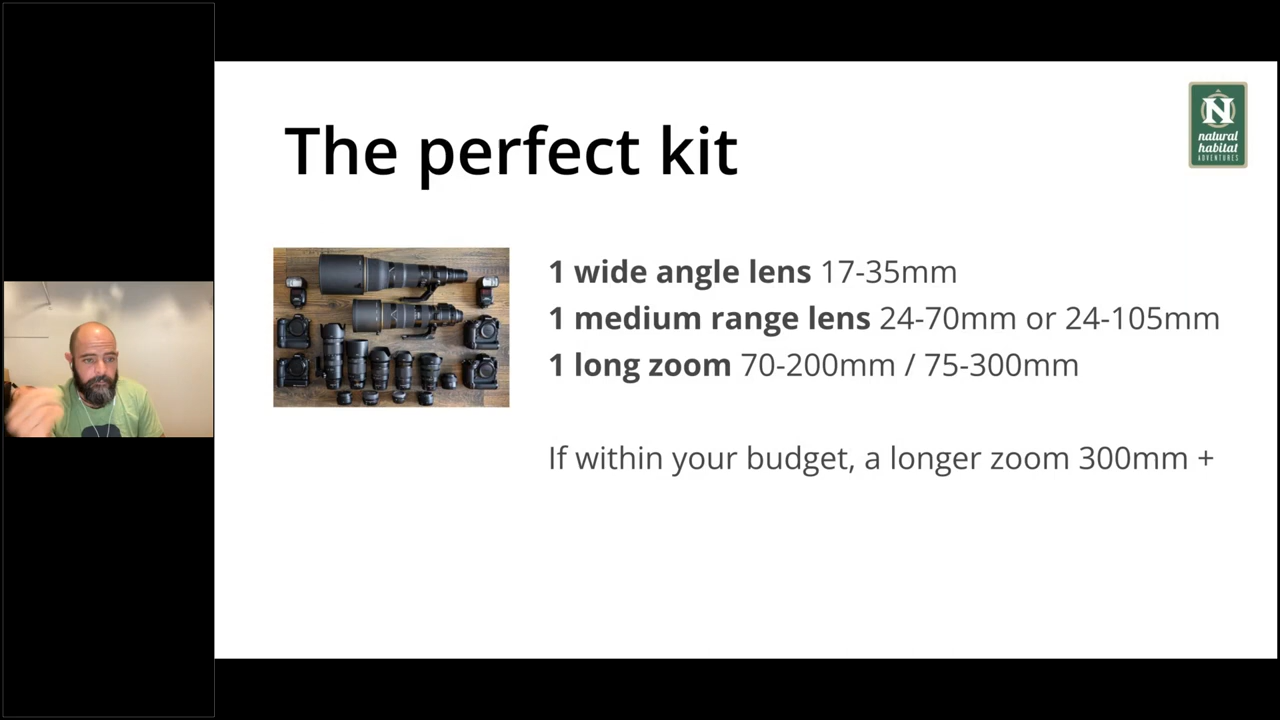 The perfect kit
N
natural
habitat
ADVENTURES
1 wide angle lens 17-35mm
1 medium range lens 24-70mm or 24-105mm
1 long zoom 70-200mm / 75-300mm
If within your budget, a longer zoom 300mm +